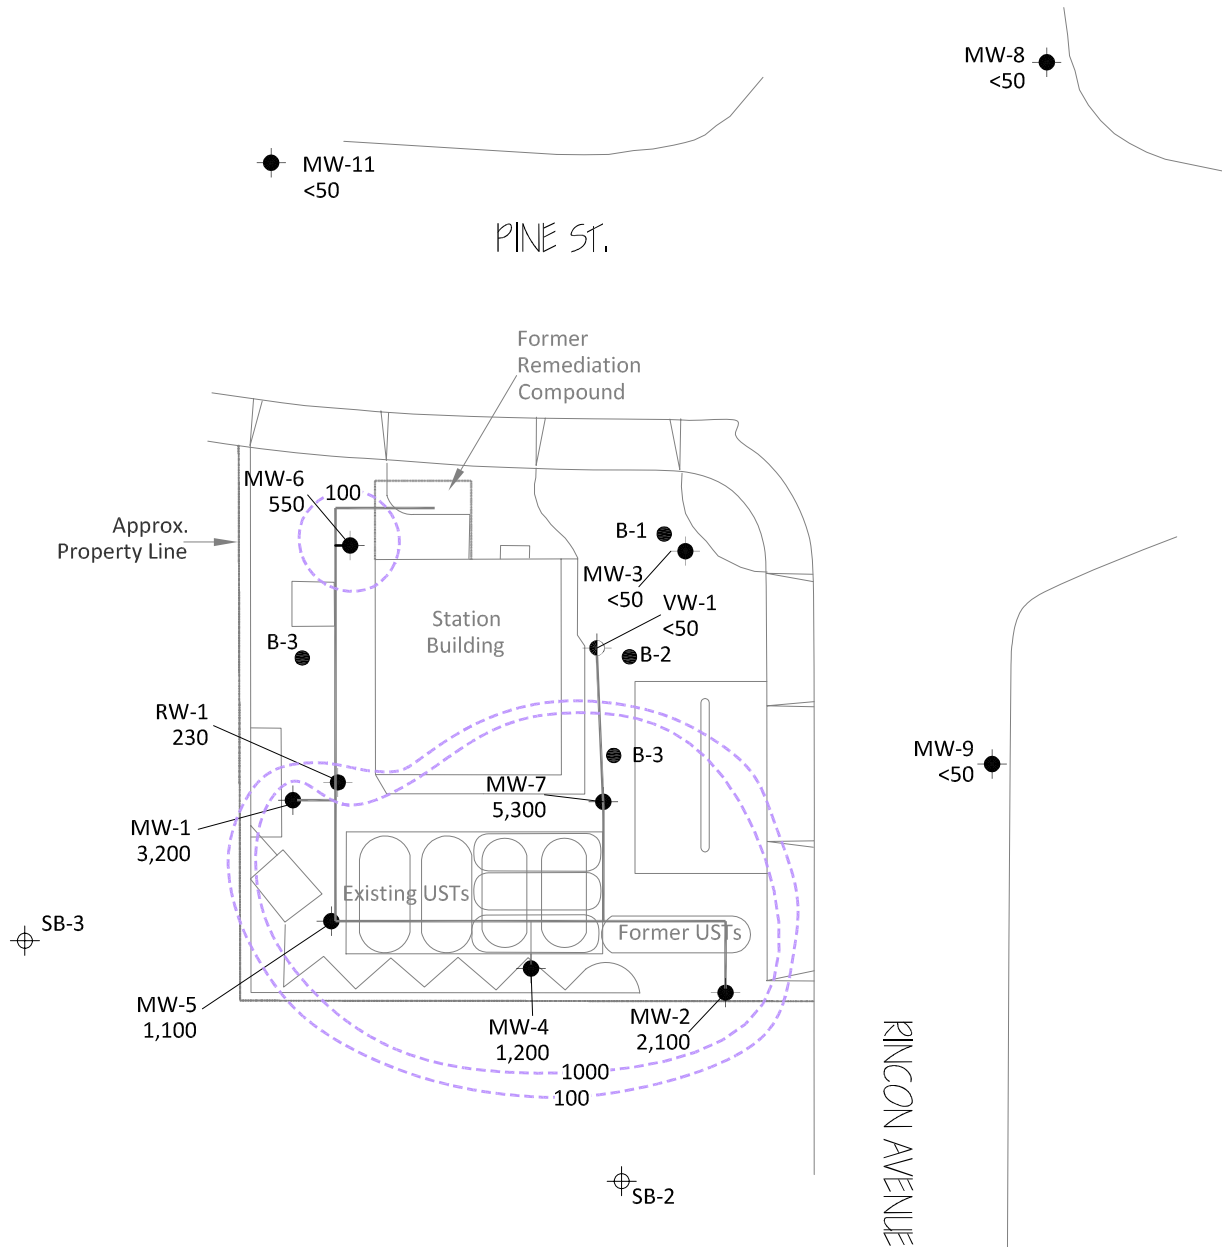 MW-8
<50
MW-11
<50
PINE ST.
Former
Remediation
Compound
MW-6
550
100
Approx.
Property Line
B-1
MW-3
<50
VW-1
<50
Station
Building
B-3
B-2
RW-1
230
B-3
MW-9
<50
MW-7
5,300
MW-1
3,200
Existing USTs
SB-3
Former USTs
MW-5
1,100
MW-4
1,200
MW-2
2,100
1000
100
RINCON AVENUE
SB-2